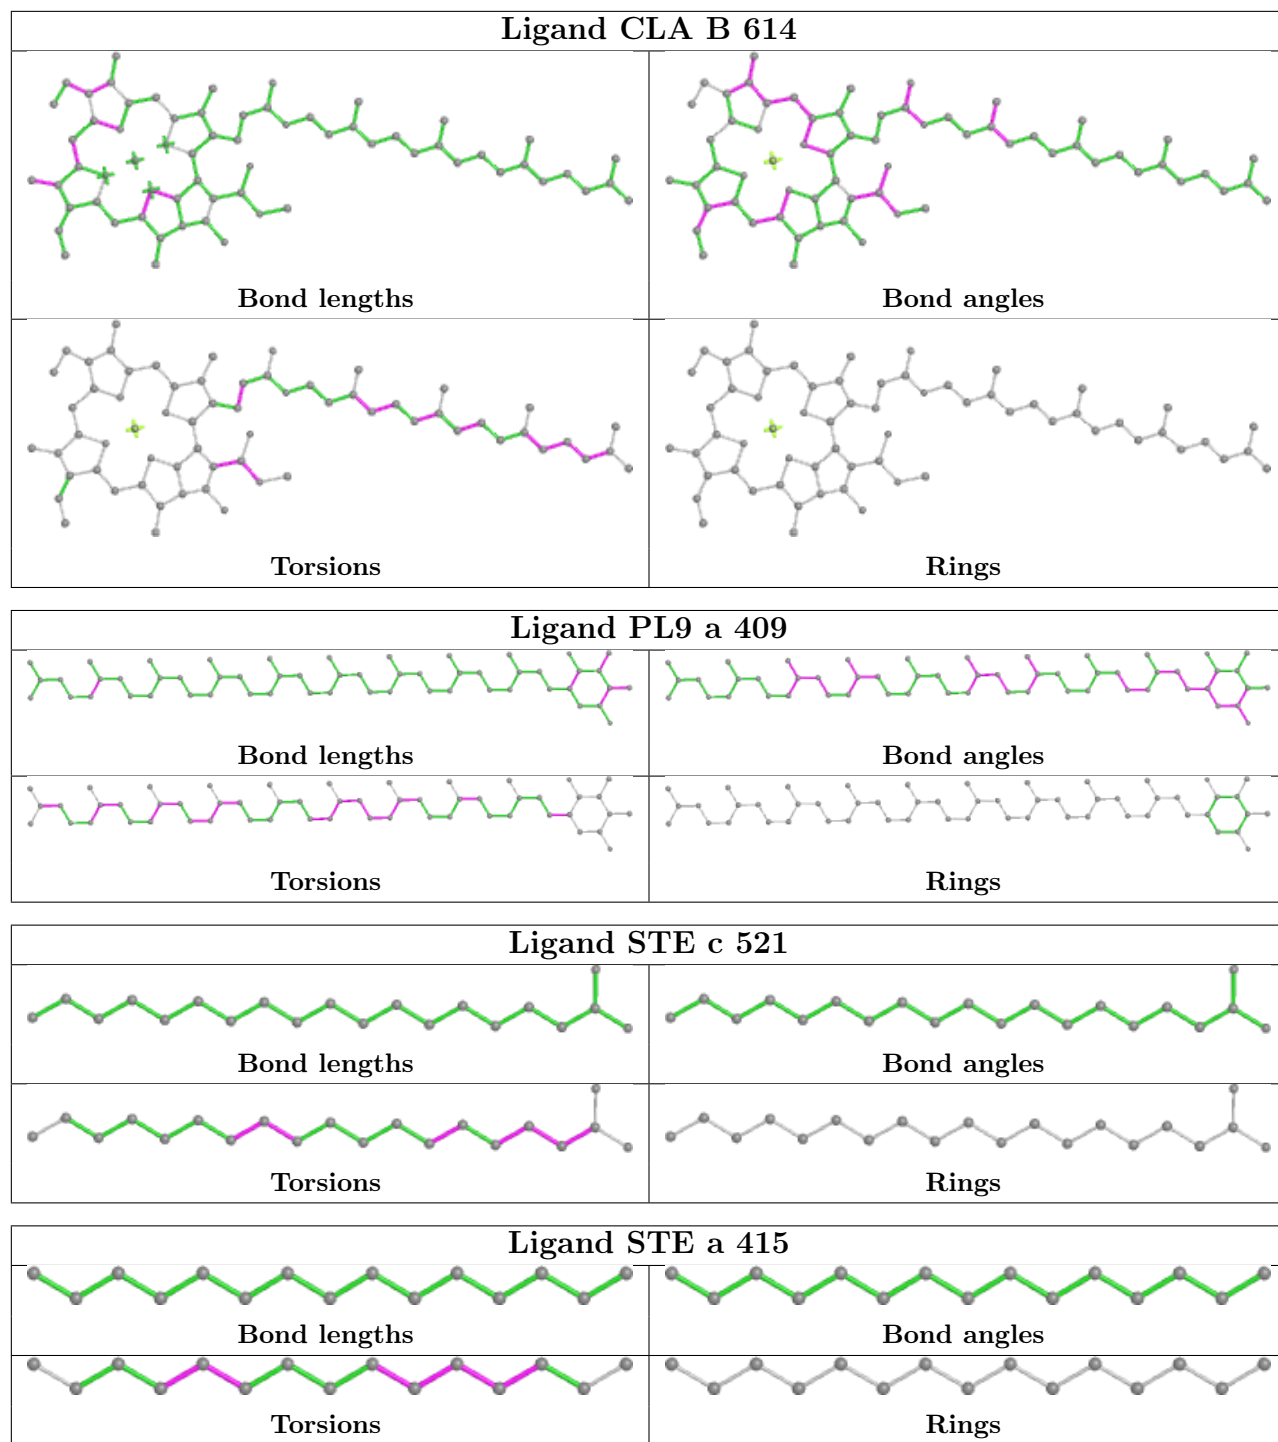 Ligand CLA B 614
Bond lengths
Bond angles
Torsions
Rings
Ligand PL9 a 409
Bond lengths
Bond angles
Torsions
Rings
Ligand STE c 521
Bond lengths
Bond angles
Torsions
Rings
Ligand STE a 415
Bond lengths
Bond angles
Torsions
Rings